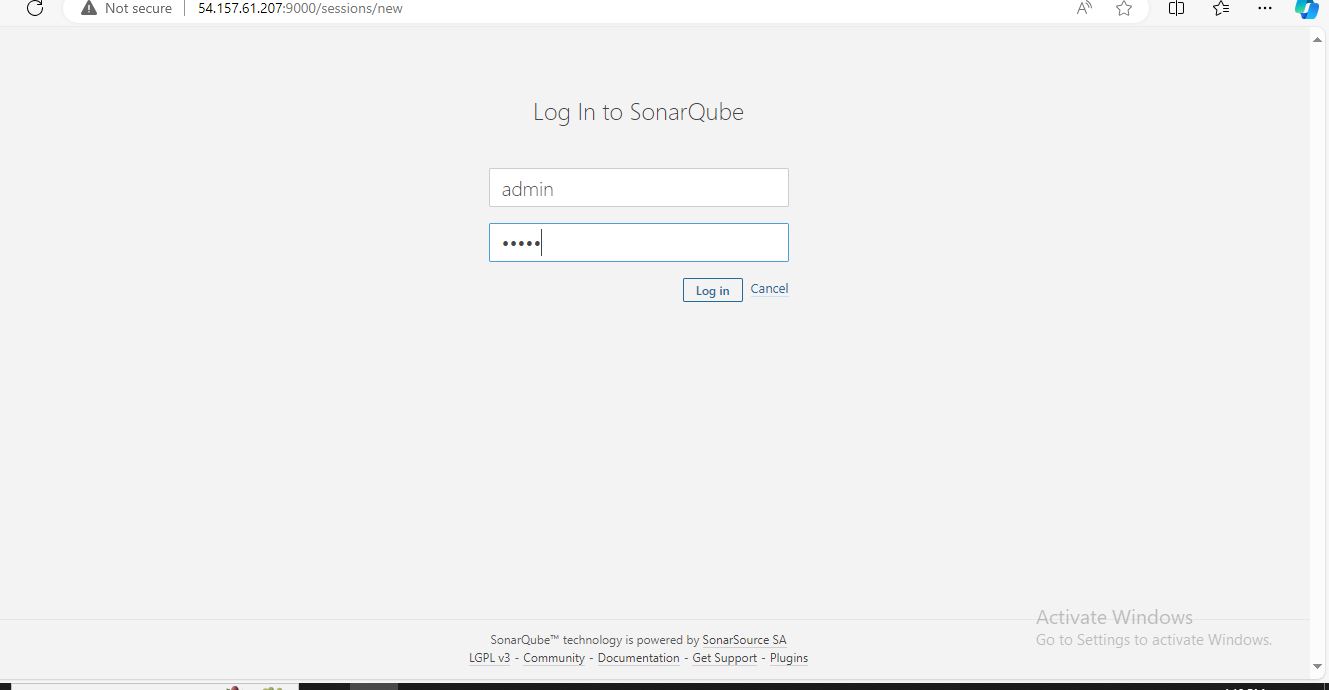 Not secure 54.157.61.207:9000/sessions/new
Log In to SonarQube
admin
•••••
Log in Cancel
Activate Windows
Go to Settings to activate Windows.
SonarQube™ technology is powered by SonarSource SA
LGPL v3 - Community - Documentation - Get Support - Plugins